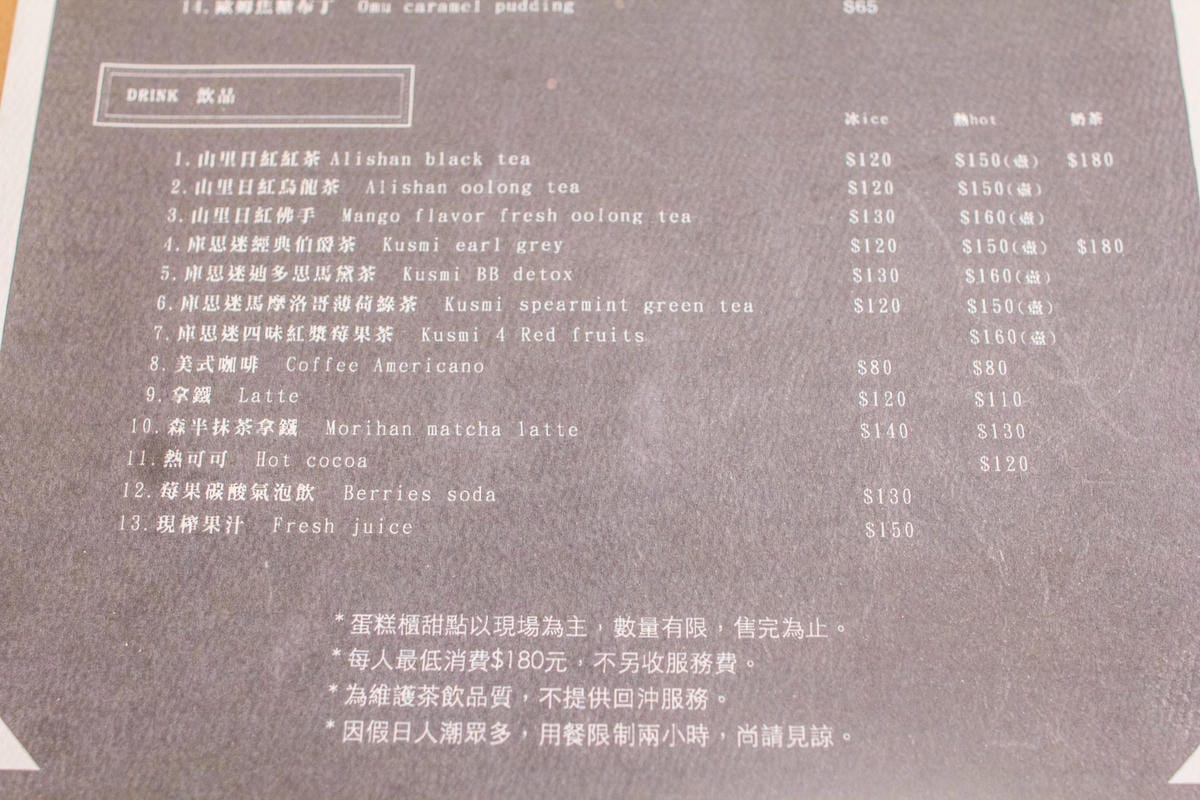 14. 歐姆焦糖布丁 Omu caramel pudding $65
DRINK 飲品
冰ice 熱hot 奶茶
1. 山里日紅紅茶 Alishan black tea $120 $150(壺) $180
2. 山里日紅烏龍茶 Alishan oolong tea $120 $150(壺)
3. 山里日紅佛手 Mango flavor fresh oolong tea $130 $160(壺)
4. 庫思迷經典伯爵茶 Kusmi earl grey $120 $150(壺) $180
5. 庫思迷迪多思馬黛茶 Kusmi BB detox $130 $160(壺)
6. 庫思迷馬摩洛哥薄荷綠茶 Kusmi spearmint green tea $120 $150(壺)
7. 庫思迷四味紅漿莓果茶 Kusmi 4 Red fruits $160(壺)
8. 美式咖啡 Coffee Americano $80 $80
9. 拿鐵 Latte $120 $110
10. 森半抹茶拿鐵 Morihan matcha latte $140 $130
11. 熱可可 Hot cocoa $120
12. 莓果碳酸氣泡飲 Berries soda $130
13. 現榨果汁 Fresh juice $150
*蛋糕櫃甜點以現場為主，數量有限，售完為止。
*每人最低消費$180元，不另收服務費。
*為維護茶飲品質，不提供回沖服務。
*因假日人潮眾多，用餐限制兩小時，尚請見諒。